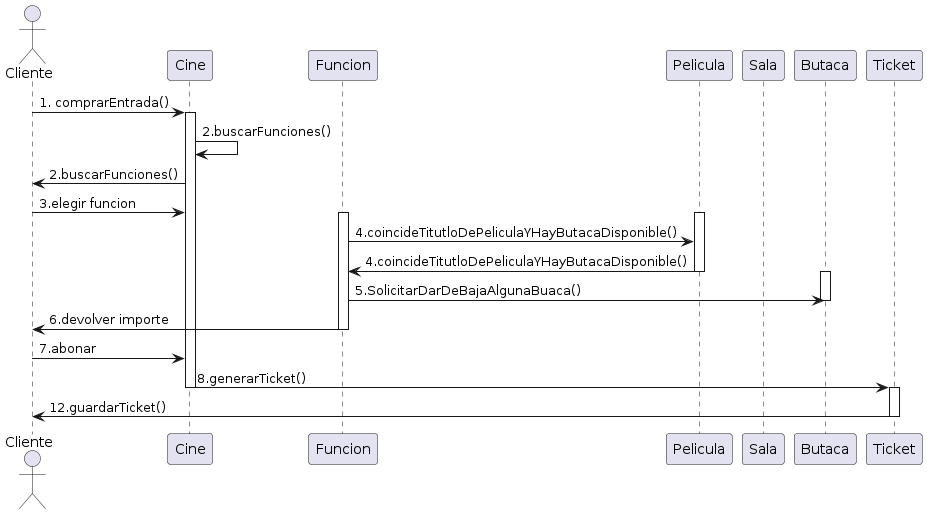 Cliente
Cine
Funcion
Pelicula
Sala
Butaca
Ticket
1. comprarEntrada()
2.buscarFunciones()
2.buscarFunciones()
3.elegir funcion
4.coincideTitutloDePeliculaYHayButacaDisponible()
4.coincideTitutloDePeliculaYHayButacaDisponible()
5.SolicitarDarDeBajaAlgunaBuaca()
6.devolver importe
7.abonar
8.generarTicket()
12.guardarTicket()
Cliente
Cine
Funcion
Pelicula
Sala
Butaca
Ticket